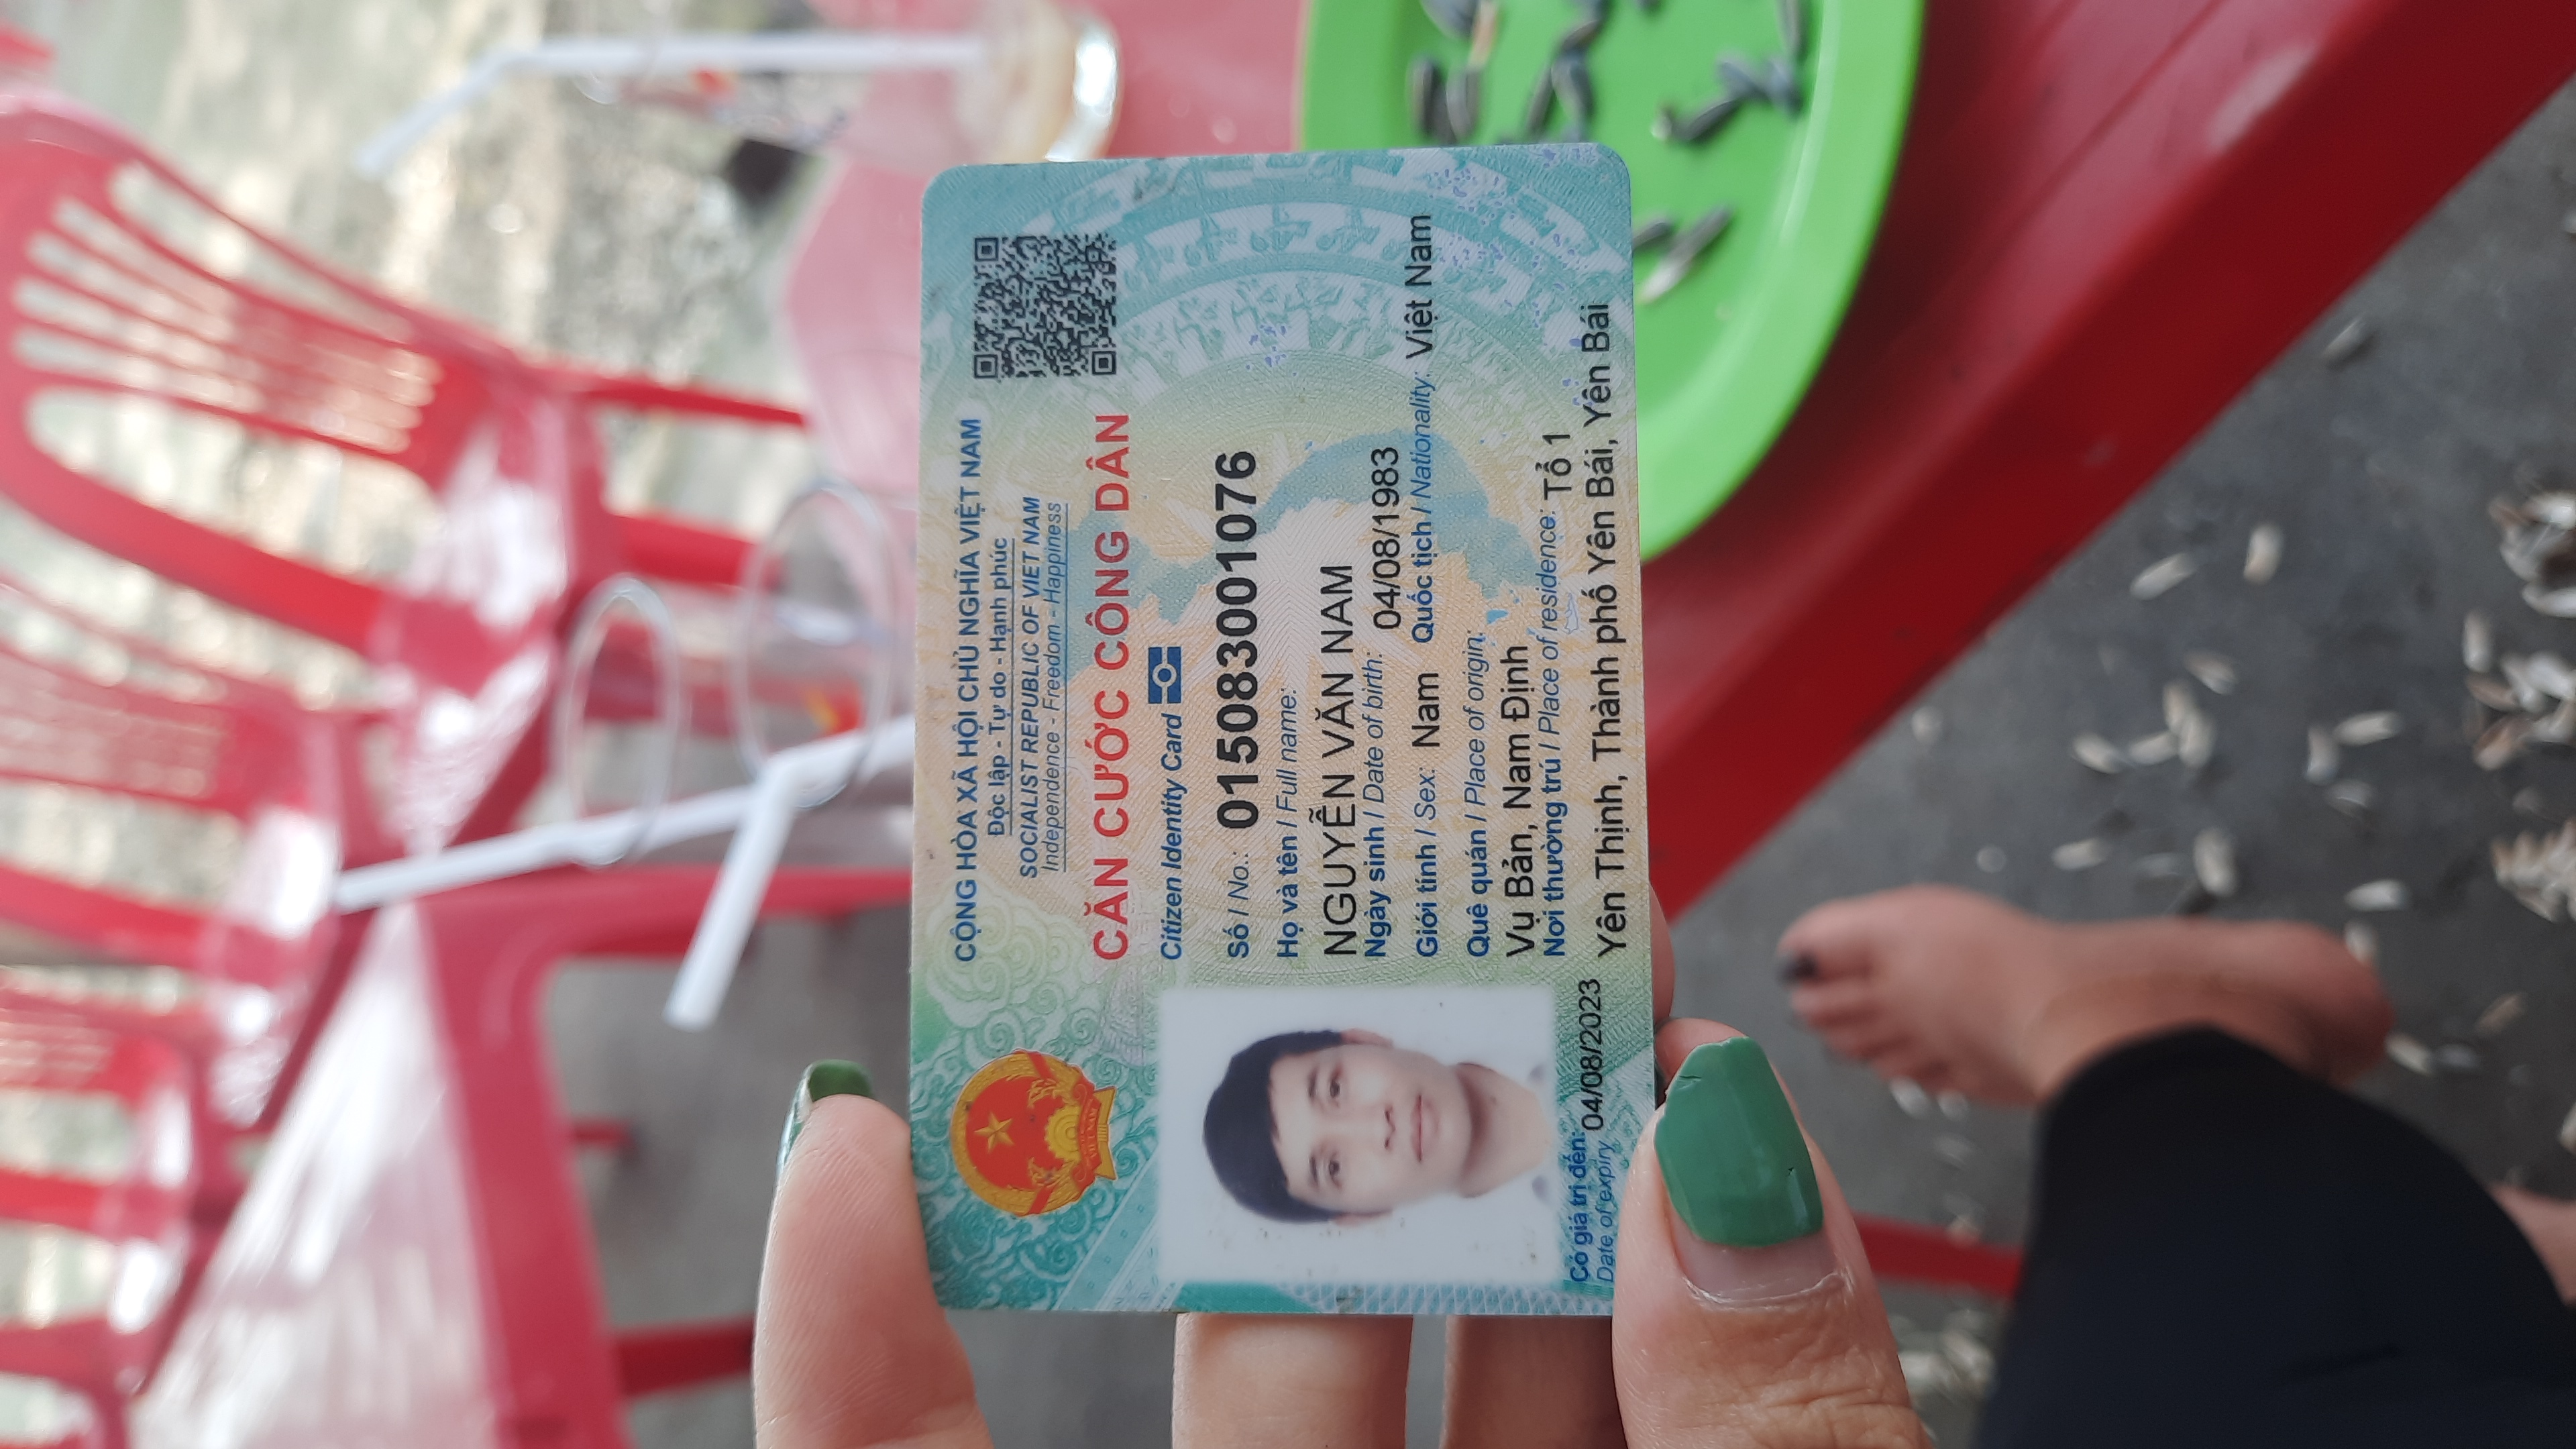 CỘNG HÒA XÃ HỘI CHỦ NGHĨA VIỆT NAM
Độc lập - Tự do - Hạnh phúc
SOCIALIST REPUBLIC OF VIET NAM
Independence - Freedom - Happiness
CĂN CƯỚC CÔNG DÂN
Citizen Identity Card
Số / No.: 015083001076
Họ và tên / Full name:
NGUYỄN VĂN NAM
Ngày sinh / Date of birth: 04/08/1983
Giới tính / Sex: Nam Quốc tịch / Nationality: Việt Nam
Quê quán / Place of origin:
Vụ Bản, Nam Định
Nơi thường trú / Place of residence: Tổ 1
Yên Thịnh, Thành phố Yên Bái, Yên Bái
Có giá trị đến: 04/08/2023
Date of expiry
VIỆT NAM